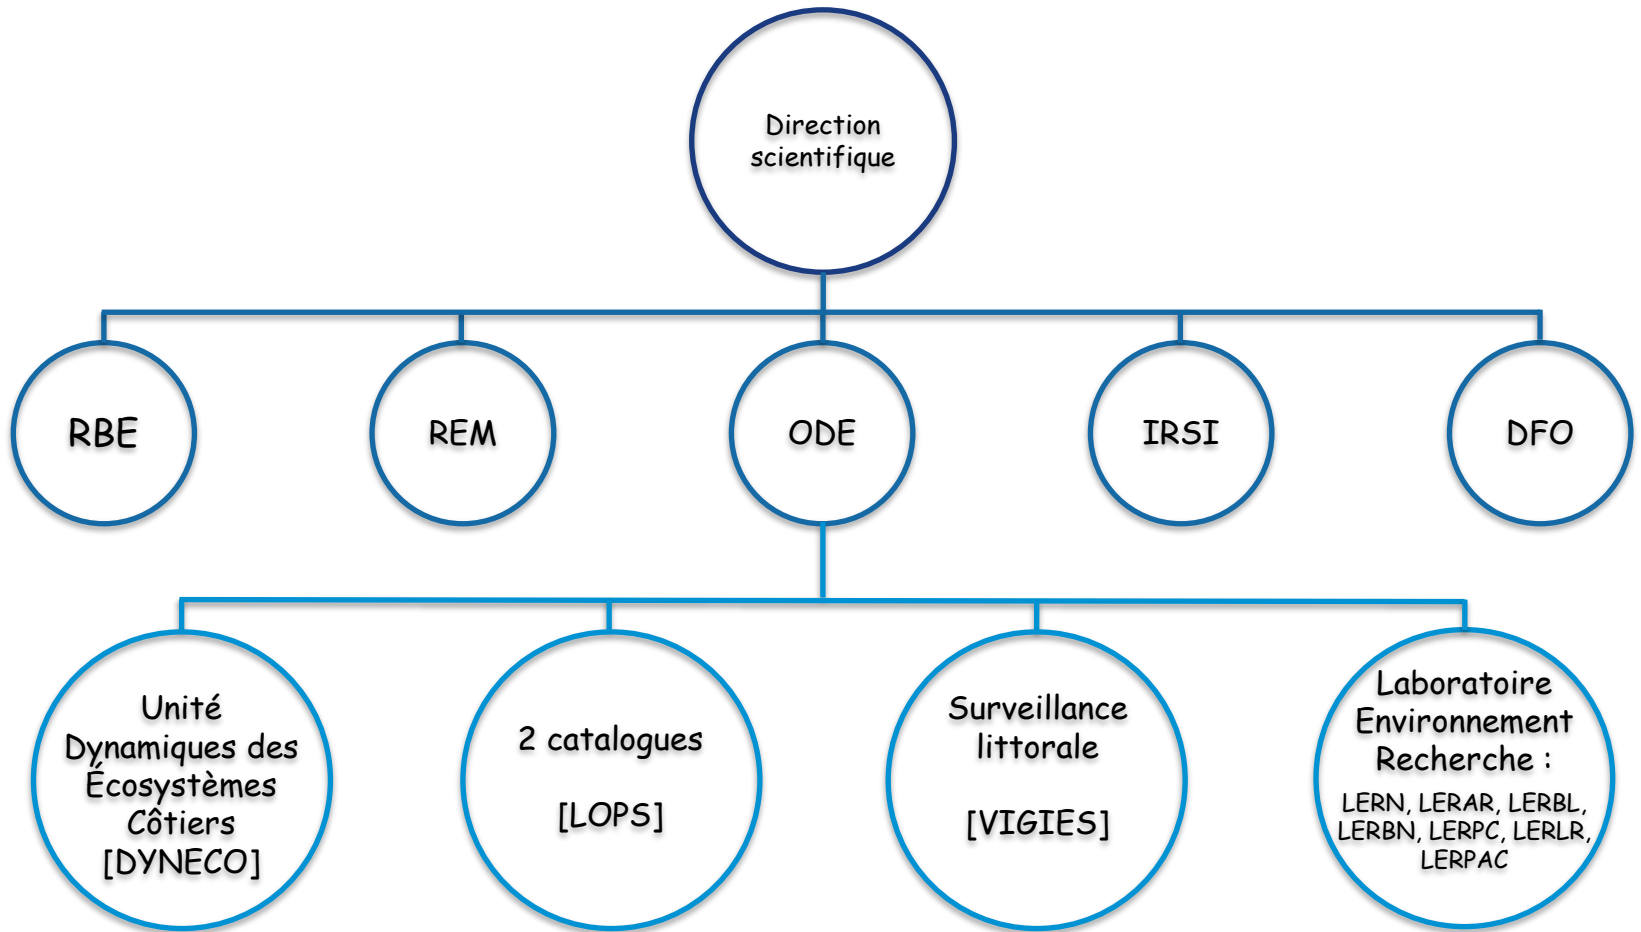 Direction
scientifique
RBE
REM
ODE
IRSI
DFO
Unité
Dynamiques des
Écosystèmes
Côtiers
[DYNECO]
2 catalogues
[LOPS]
Surveillance
littorale
[VIGIES]
Laboratoire
Environnement
Recherche :
LERN, LERAR, LERBL,
LERBN, LERPC, LERLR,
LERPAC